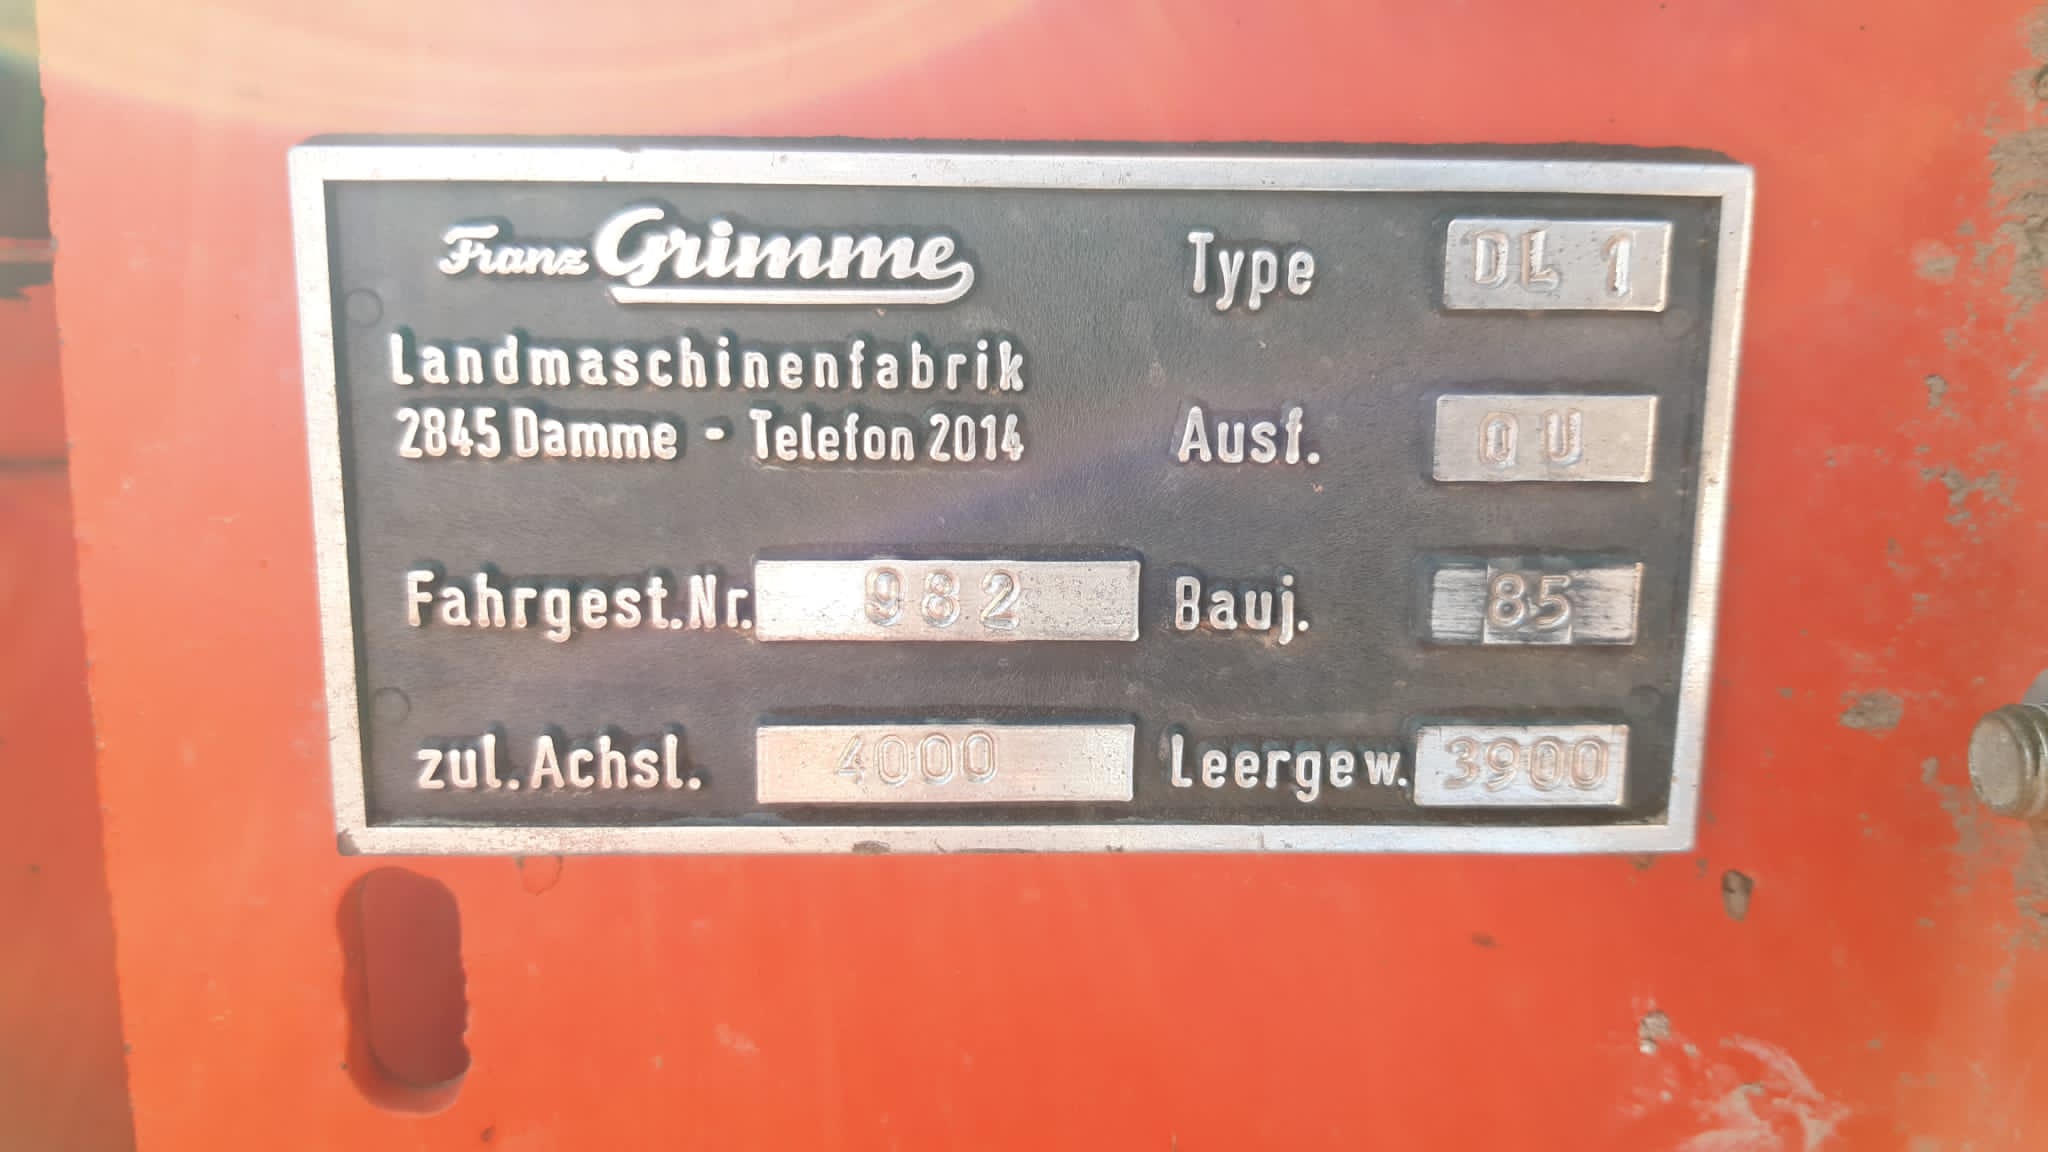 Franz Grimme
Landmaschinenfabrik
2845 Damme - Telefon 2014
Type DL 1
Ausf. QU
Fahrgest.Nr. 982
Bauj. 85
zul. Achsl. 4000
Leergew. 3900